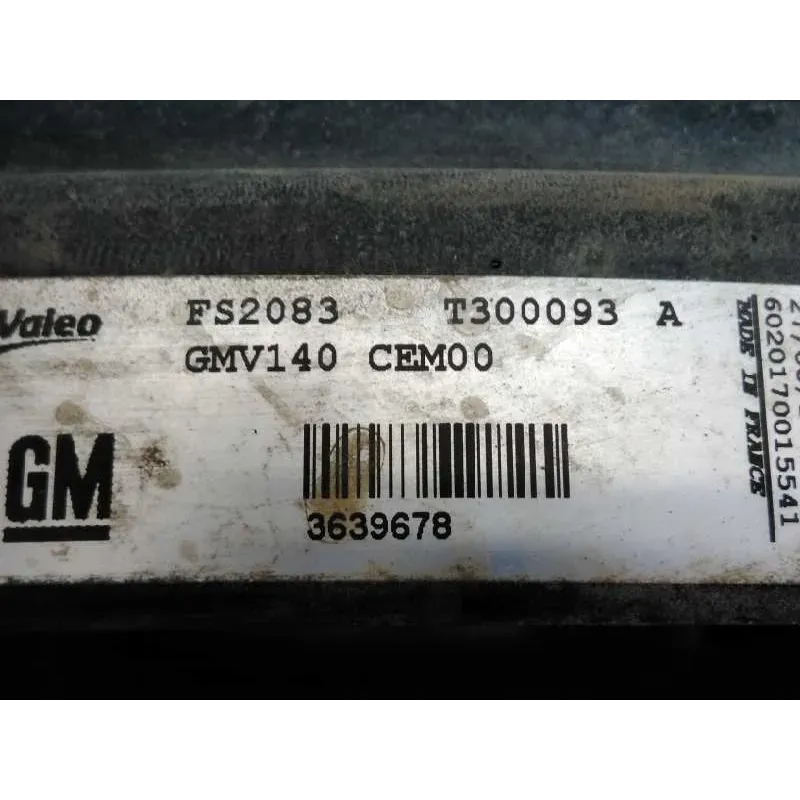 Valeo
FS2083 T300093 A
GMV140 CEM00
GM
3639678
MADE IN FRANCE
6020170015541